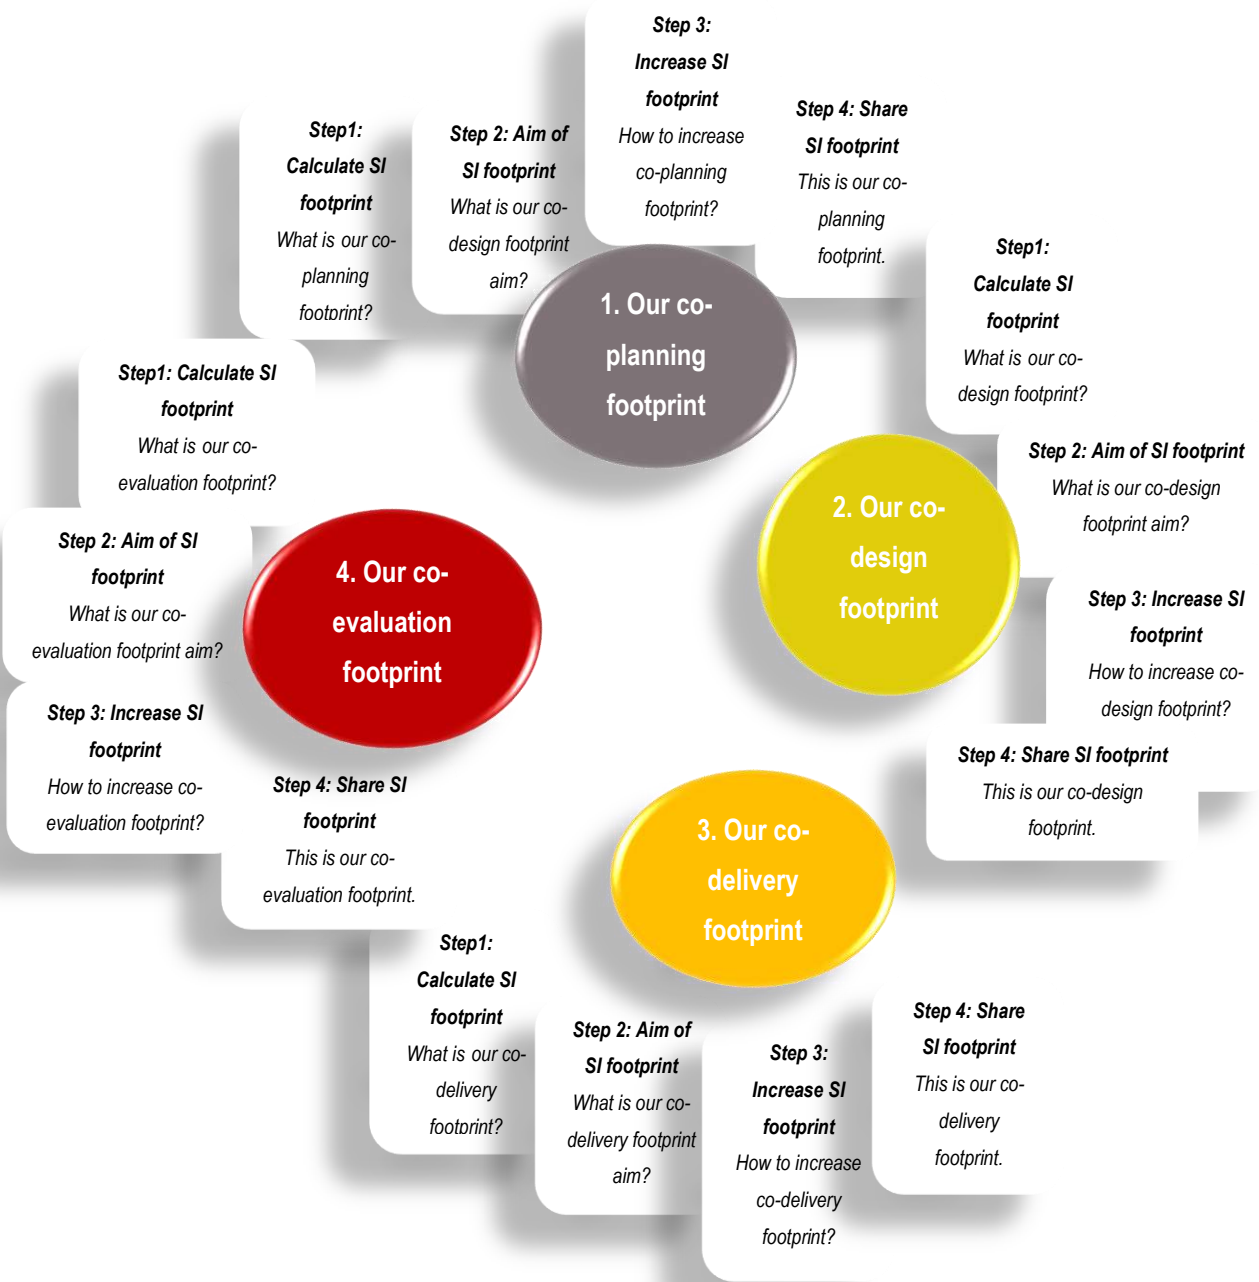 Step1:
Calculate SI
footprint
What is our co-
planning
footprint?
Step 2: Aim of
SI footprint
What is our co-
design footprint
aim?
Step 3:
Increase SI
footprint
How to increase
co-planning
footprint?
Step 4: Share
SI footprint
This is our co-
planning
footprint.
1. Our co-
planning
footprint
Step1:
Calculate SI
footprint
What is our co-
design footprint?
Step 2: Aim of SI footprint
What is our co-design
footprint aim?
Step 3: Increase SI
footprint
How to increase co-
design footprint?
Step 4: Share SI footprint
This is our co-design
footprint.
2. Our co-
design
footprint
3. Our co-
delivery
footprint
Step1:
Calculate SI
footprint
What is our co-
delivery
footprint?
Step 2: Aim of
SI footprint
What is our co-
delivery footprint
aim?
Step 3:
Increase SI
footprint
How to increase
co-delivery
footprint?
Step 4: Share
SI footprint
This is our co-
delivery
footprint.
4. Our co-
evaluation
footprint
Step1: Calculate SI
footprint
What is our co-
evaluation footprint?
Step 2: Aim of SI
footprint
What is our co-
evaluation footprint aim?
Step 3: Increase SI
footprint
How to increase co-
evaluation footprint?
Step 4: Share SI
footprint
This is our co-
evaluation footprint.